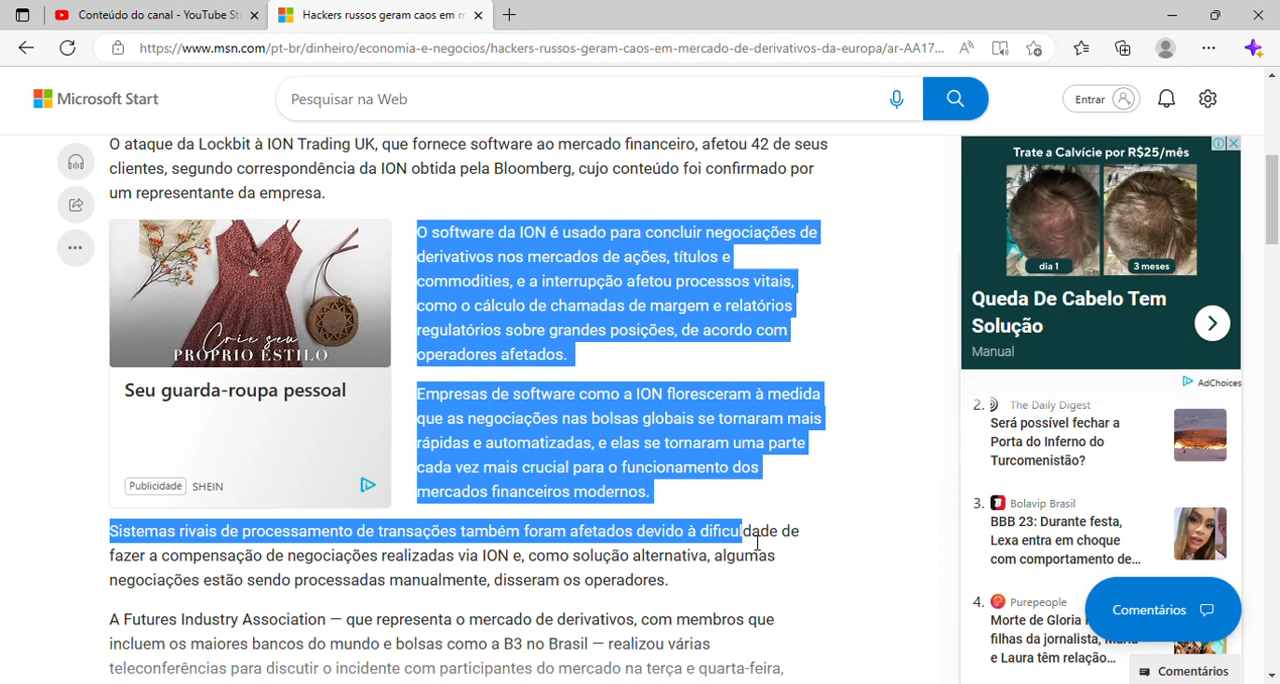 Conteúdo do canal - YouTube St
Hackers russos geram caos em m
https://www.msn.com/pt-br/dinheiro/economia-e-negocios/hackers-russos-geram-caos-em-mercado-de-derivativos-da-europa/ar-AA17...
Microsoft Start
Pesquisar na Web
Entrar
O ataque da Lockbit à ION Trading UK, que fornece software ao mercado financeiro, afetou 42 de seus
clientes, segundo correspondência da ION obtida pela Bloomberg, cujo conteúdo foi confirmado por
um representante da empresa.
Crie seu
PRÓPRIO ESTILO
Seu guarda-roupa pessoal
Publicidade SHEIN
O software da ION é usado para concluir negociações de
derivativos nos mercados de ações, títulos e
commodities, e a interrupção afetou processos vitais,
como o cálculo de chamadas de margem e relatórios
regulatórios sobre grandes posições, de acordo com
operadores afetados.
Empresas de software como a ION floresceram à medida
que as negociações nas bolsas globais se tornaram mais
rápidas e automatizadas, e elas se tornaram uma parte
cada vez mais crucial para o funcionamento dos
mercados financeiros modernos.
Sistemas rivais de processamento de transações também foram afetados devido à dificuldade de
fazer a compensação de negociações realizadas via ION e, como solução alternativa, algumas
negociações estão sendo processadas manualmente, disseram os operadores.
A Futures Industry Association — que representa o mercado de derivativos, com membros que
incluem os maiores bancos do mundo e bolsas como a B3 no Brasil — realizou várias
teleconferências para discutir o incidente com participantes do mercado na terça e quarta-feira,
Trate a Calvície por R$25/mês
dia 1
3 meses
Queda De Cabelo Tem
Solução
Manual
AdChoices
2. The Daily Digest
Será possível fechar a
Porta do Inferno do
Turcomenistão?
3. Bolavip Brasil
BBB 23: Durante festa,
Lexa entra em choque
com comportamento de...
4. Purepeople
Morte de Gloria
filhas da jornalista,
e Laura têm relação...
Comentários
Comentários